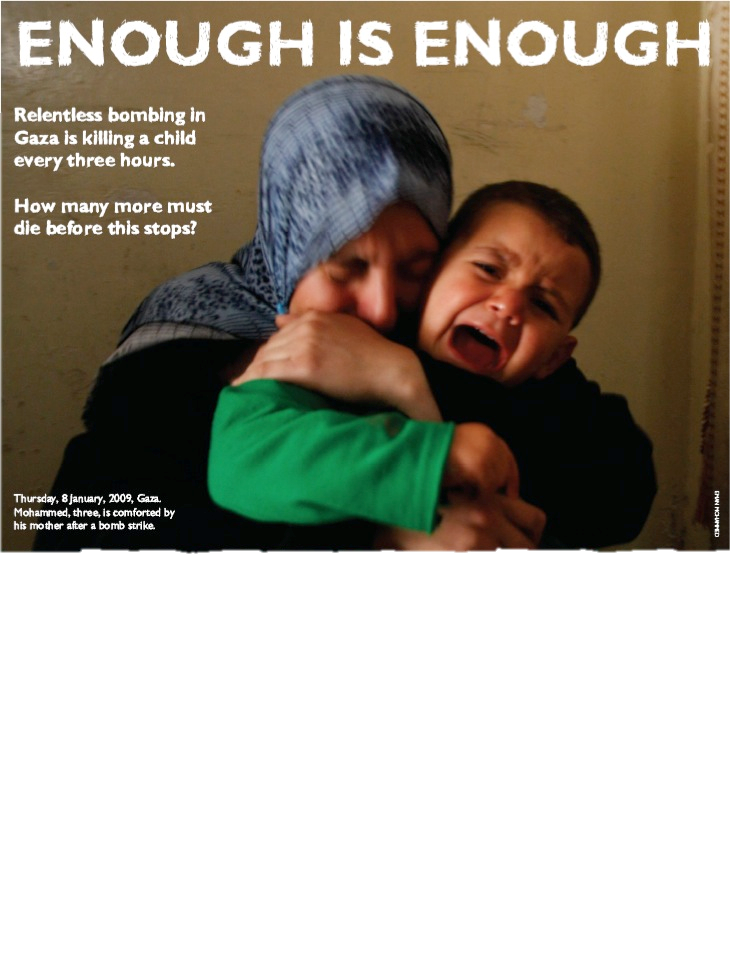 ENOUGH IS ENOUGH
Relentless bombing in
Gaza is killing a child
every three hours.
How many more must
die before this stops?
Thursday, 8 January, 2009, Gaza.
Mohammed, three, is comforted by
his mother after a bomb strike.